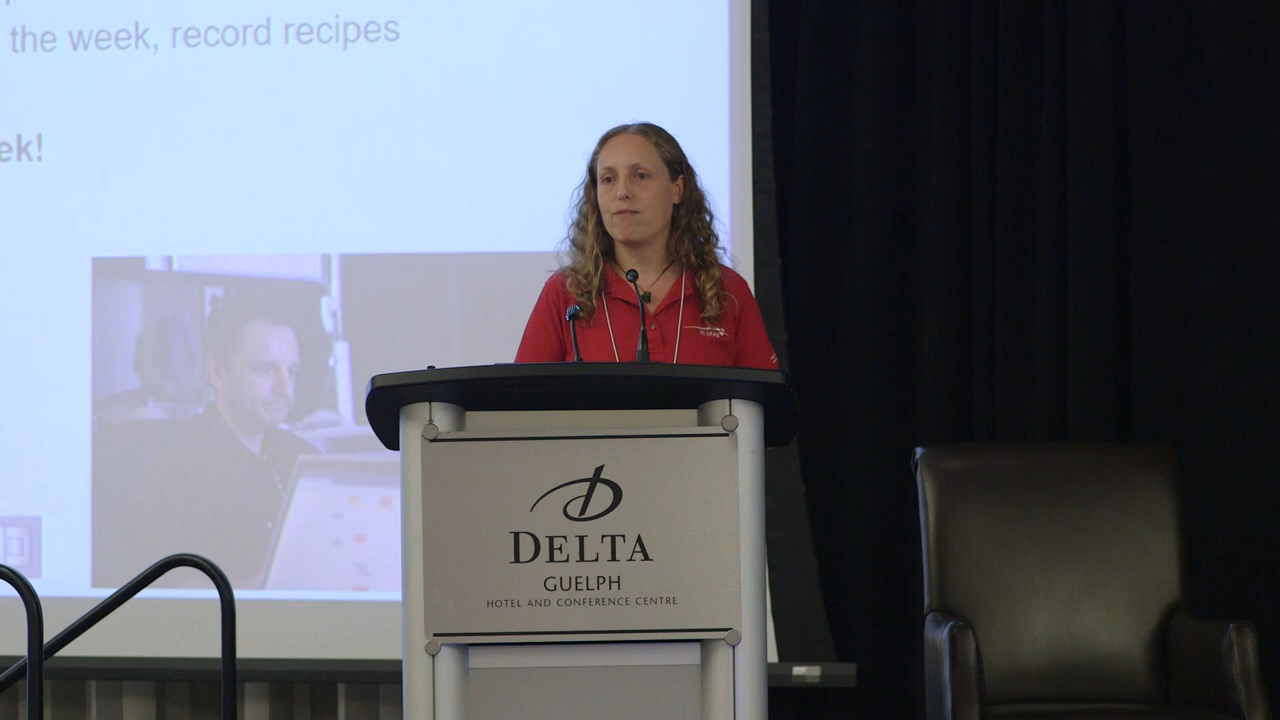 the week, record recipes
ek!
DELTA
GUELPH
HOTEL AND CONFERENCE CENTRE